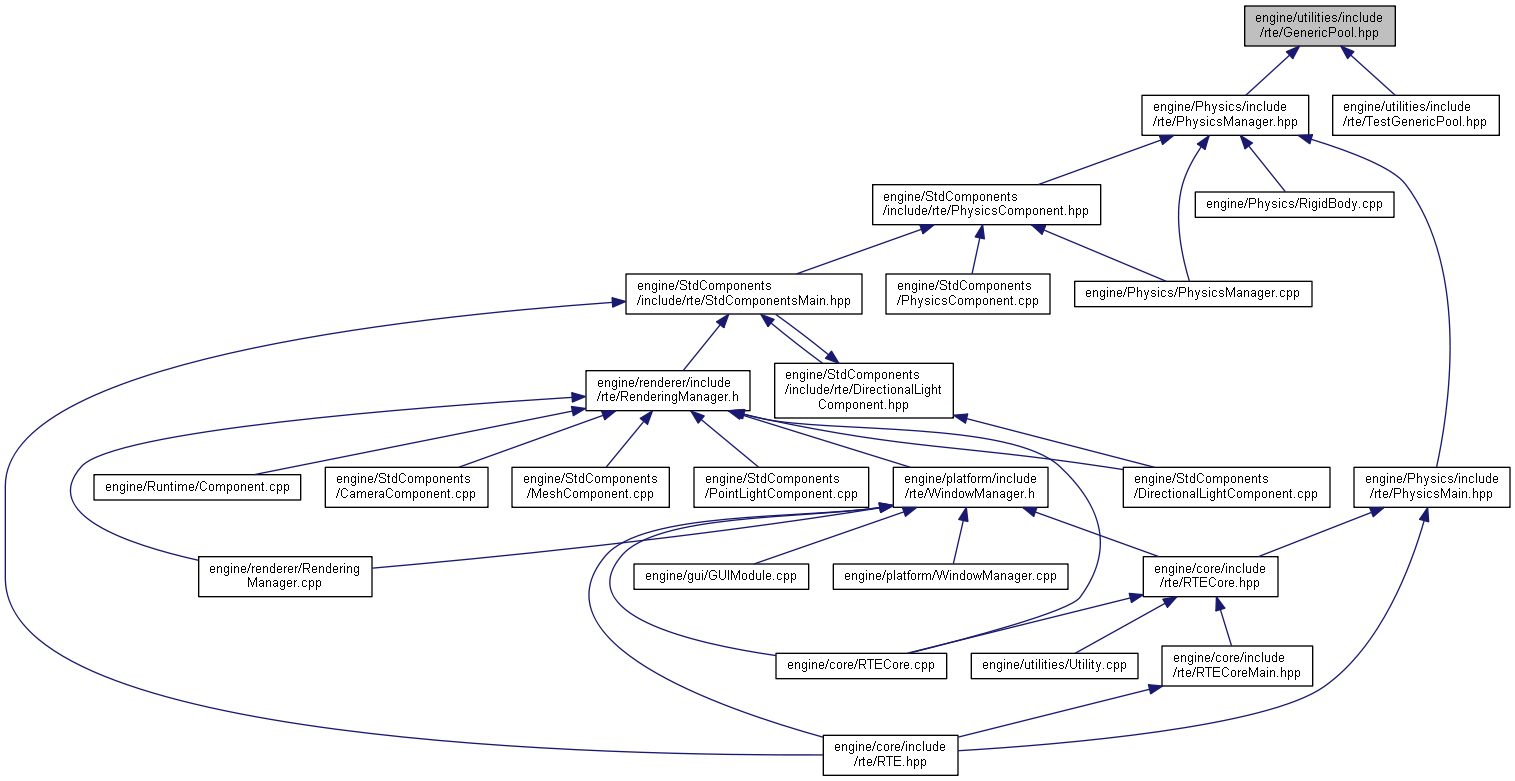 engine/utilities/include
/rte/GenericPool.hpp
engine/Physics/include
/rte/PhysicsManager.hpp
engine/utilities/include
/rte/TestGenericPool.hpp
engine/StdComponents
/include/rte/PhysicsComponent.hpp
engine/Physics/RigidBody.cpp
engine/StdComponents
/include/rte/StdComponentsMain.hpp
engine/StdComponents
/PhysicsComponent.cpp
engine/Physics/PhysicsManager.cpp
engine/renderer/include
/rte/RenderingManager.h
engine/StdComponents
/include/rte/DirectionalLight
Component.hpp
engine/Runtime/Component.cpp
engine/StdComponents
/CameraComponent.cpp
engine/StdComponents
/MeshComponent.cpp
engine/StdComponents
/PointLightComponent.cpp
engine/platform/include
/rte/WindowManager.h
engine/StdComponents
/DirectionalLightComponent.cpp
engine/Physics/include
/rte/PhysicsMain.hpp
engine/renderer/Rendering
Manager.cpp
engine/gui/GUIModule.cpp
engine/platform/WindowManager.cpp
engine/core/include
/rte/RTECore.hpp
engine/core/RTECore.cpp
engine/utilities/Utility.cpp
engine/core/include
/rte/RTECoreMain.hpp
engine/core/include
/rte/RTE.hpp